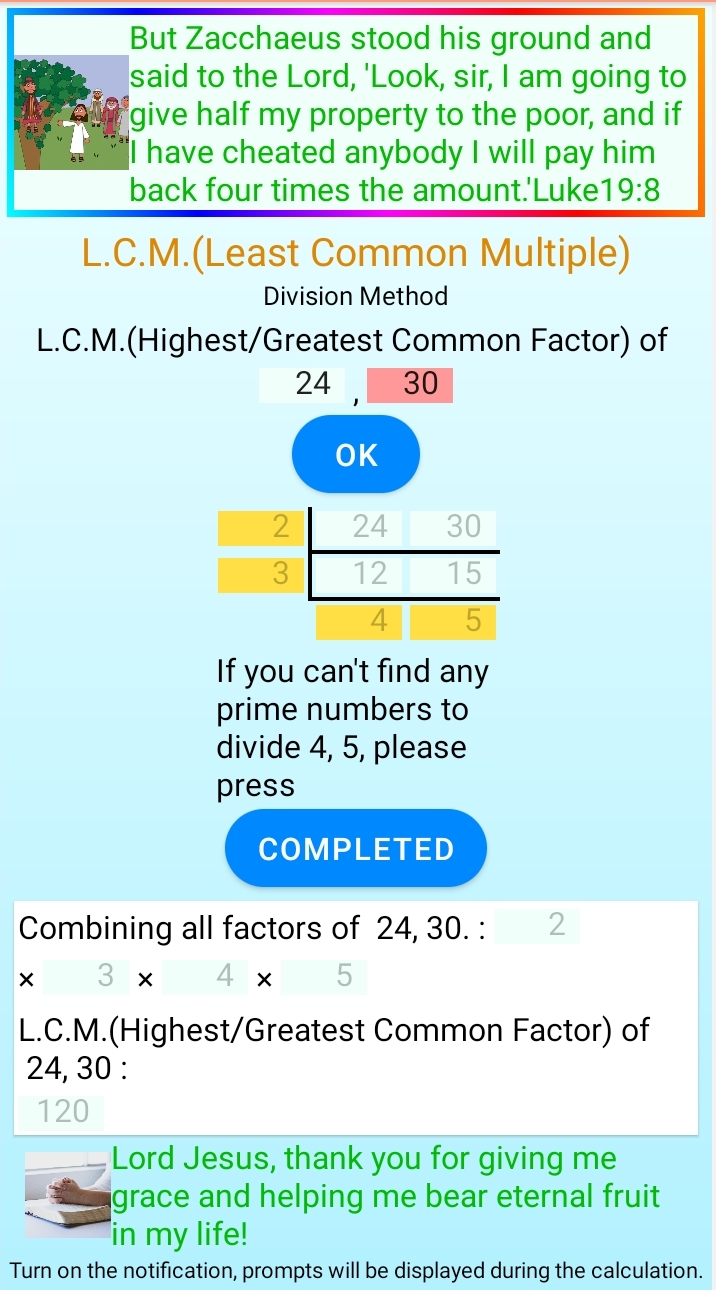 But Zacchaeus stood his ground and
said to the Lord, 'Look, sir, I am going to
give half my property to the poor, and if
I have cheated anybody I will pay him
back four times the amount.'Luke19:8
L.C.M.(Least Common Multiple)
Division Method
L.C.M.(Highest/Greatest Common Factor) of
24 , 30
OK
2 24 30
3 12 15
4 5
If you can't find any
prime numbers to
divide 4, 5, please
press
COMPLETED
Combining all factors of 24, 30. : 2
× 3 × 4 × 5
L.C.M.(Highest/Greatest Common Factor) of
24, 30 :
120
Lord Jesus, thank you for giving me
grace and helping me bear eternal fruit
in my life!
Turn on the notification, prompts will be displayed during the calculation.